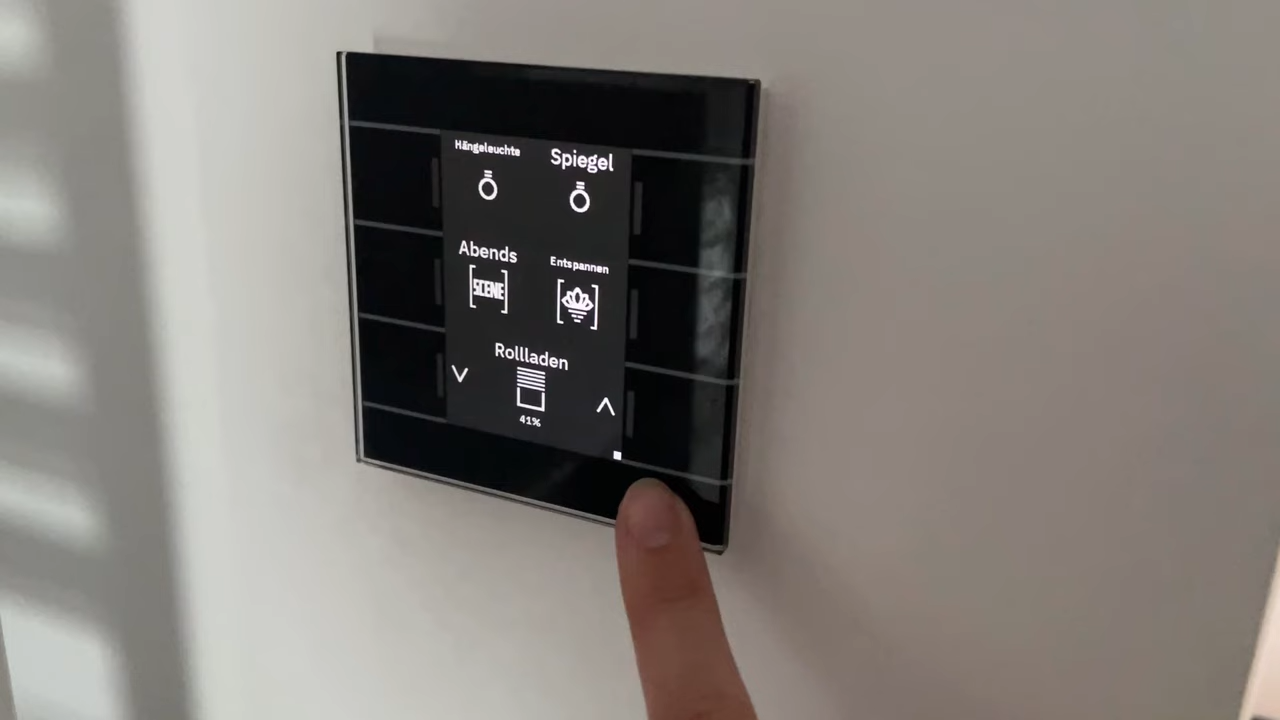 Hängeleuchte
Spiegel
Abends
Entspannen
SCENE
Rollladen
41%